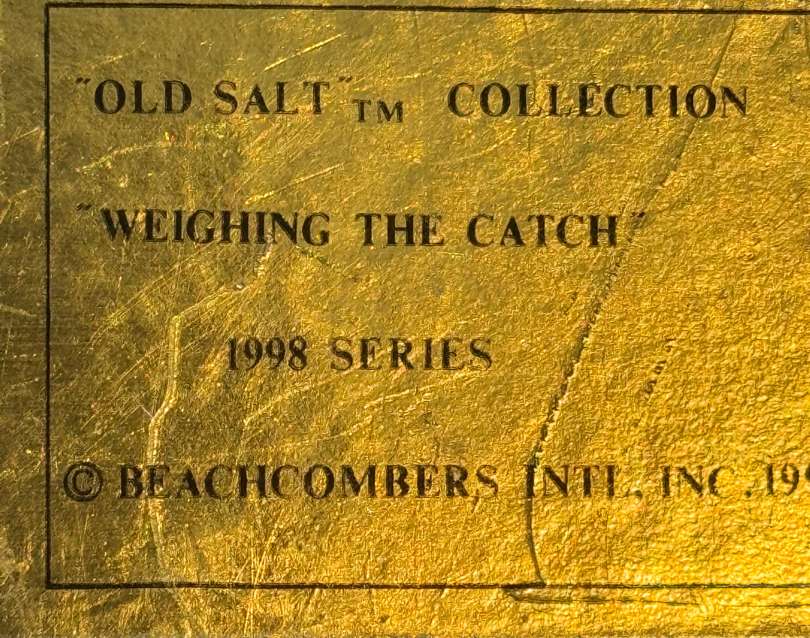 "OLD SALT"TM COLLECTION
"WEIGHING THE CATCH"
1998 SERIES
© BEACHCOMBERS INTL, INC.